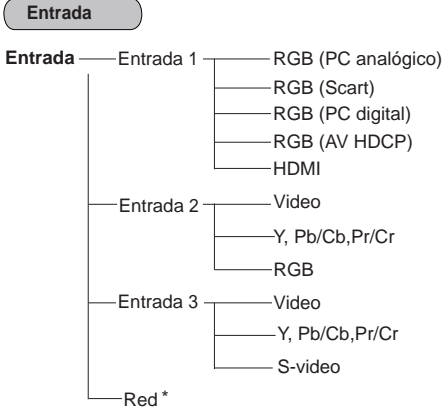 Entrada
Entrada Entrada 1 RGB (PC analógico)
RGB (Scart)
RGB (PC digital)
RGB (AV HDCP)
HDMI
Entrada 2 Video
Y, Pb/Cb,Pr/Cr
RGB
Entrada 3 Video
Y, Pb/Cb,Pr/Cr
S-video
Red *